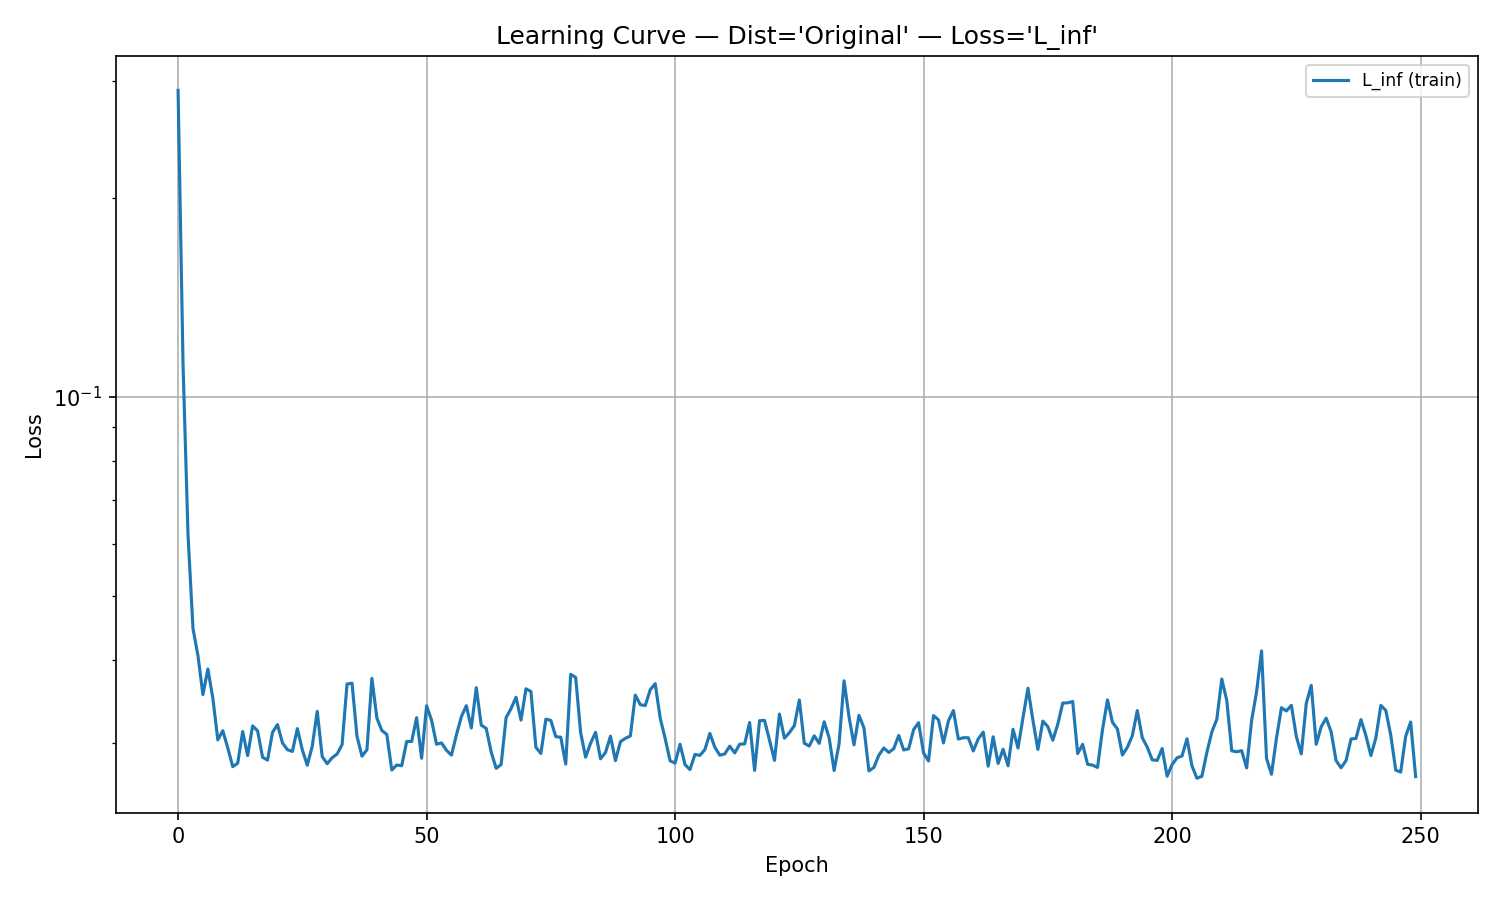 Learning Curve — Dist='Original' — Loss='L_inf'
L_inf (train)
Loss
10⁻¹
0 50 100 150 200 250
Epoch